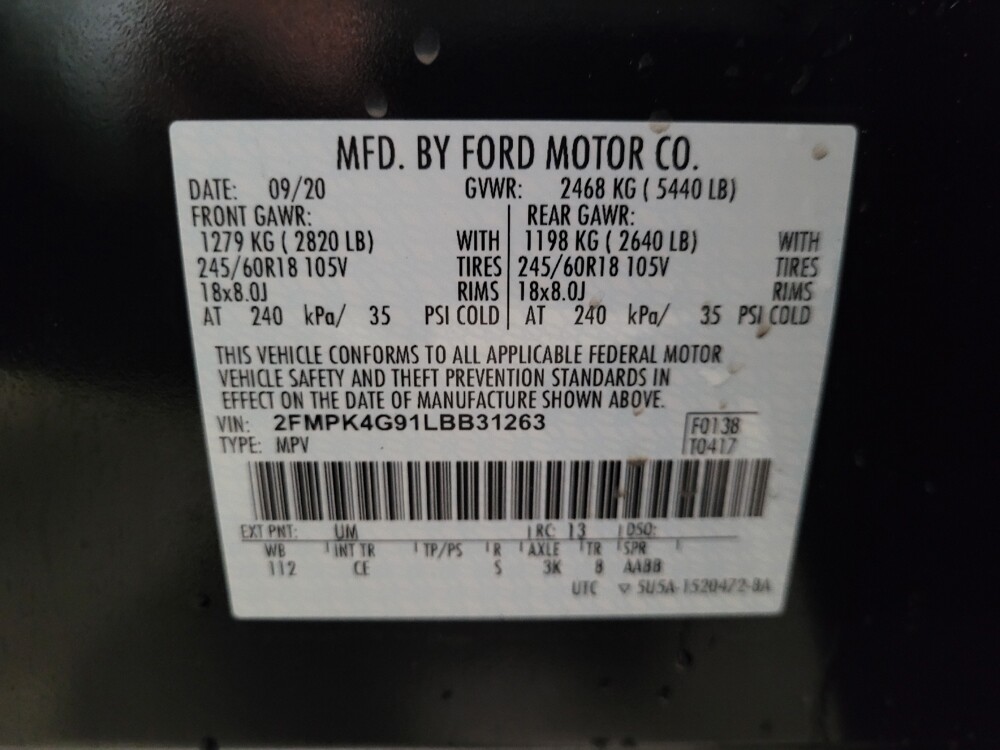 MFD. BY FORD MOTOR CO.
DATE: 09/20 GVWR: 2468 KG ( 5440 LB)
FRONT GAWR: REAR GAWR:
1279 KG ( 2820 LB) WITH 1198 KG ( 2640 LB) WITH
245/60R18 105V TIRES 245/60R18 105V TIRES
18x8.0J RIMS 18x8.0J RIMS
AT 240 kPa/ 35 PSI COLD AT 240 kPa/ 35 PSI COLD
THIS VEHICLE CONFORMS TO ALL APPLICABLE FEDERAL MOTOR
VEHICLE SAFETY AND THEFT PREVENTION STANDARDS IN
EFFECT ON THE DATE OF MANUFACTURE SHOWN ABOVE.
VIN: 2FMPK4G91LBB31263 F0138
TYPE: MPV T0417
EXT PNT: UM RC: 13 DSO:
WB INT TR TP/PS R AXLE TR SPR
112 CE S 3K 8 AABB
UTC ▽ 5U5A-1520472-BA